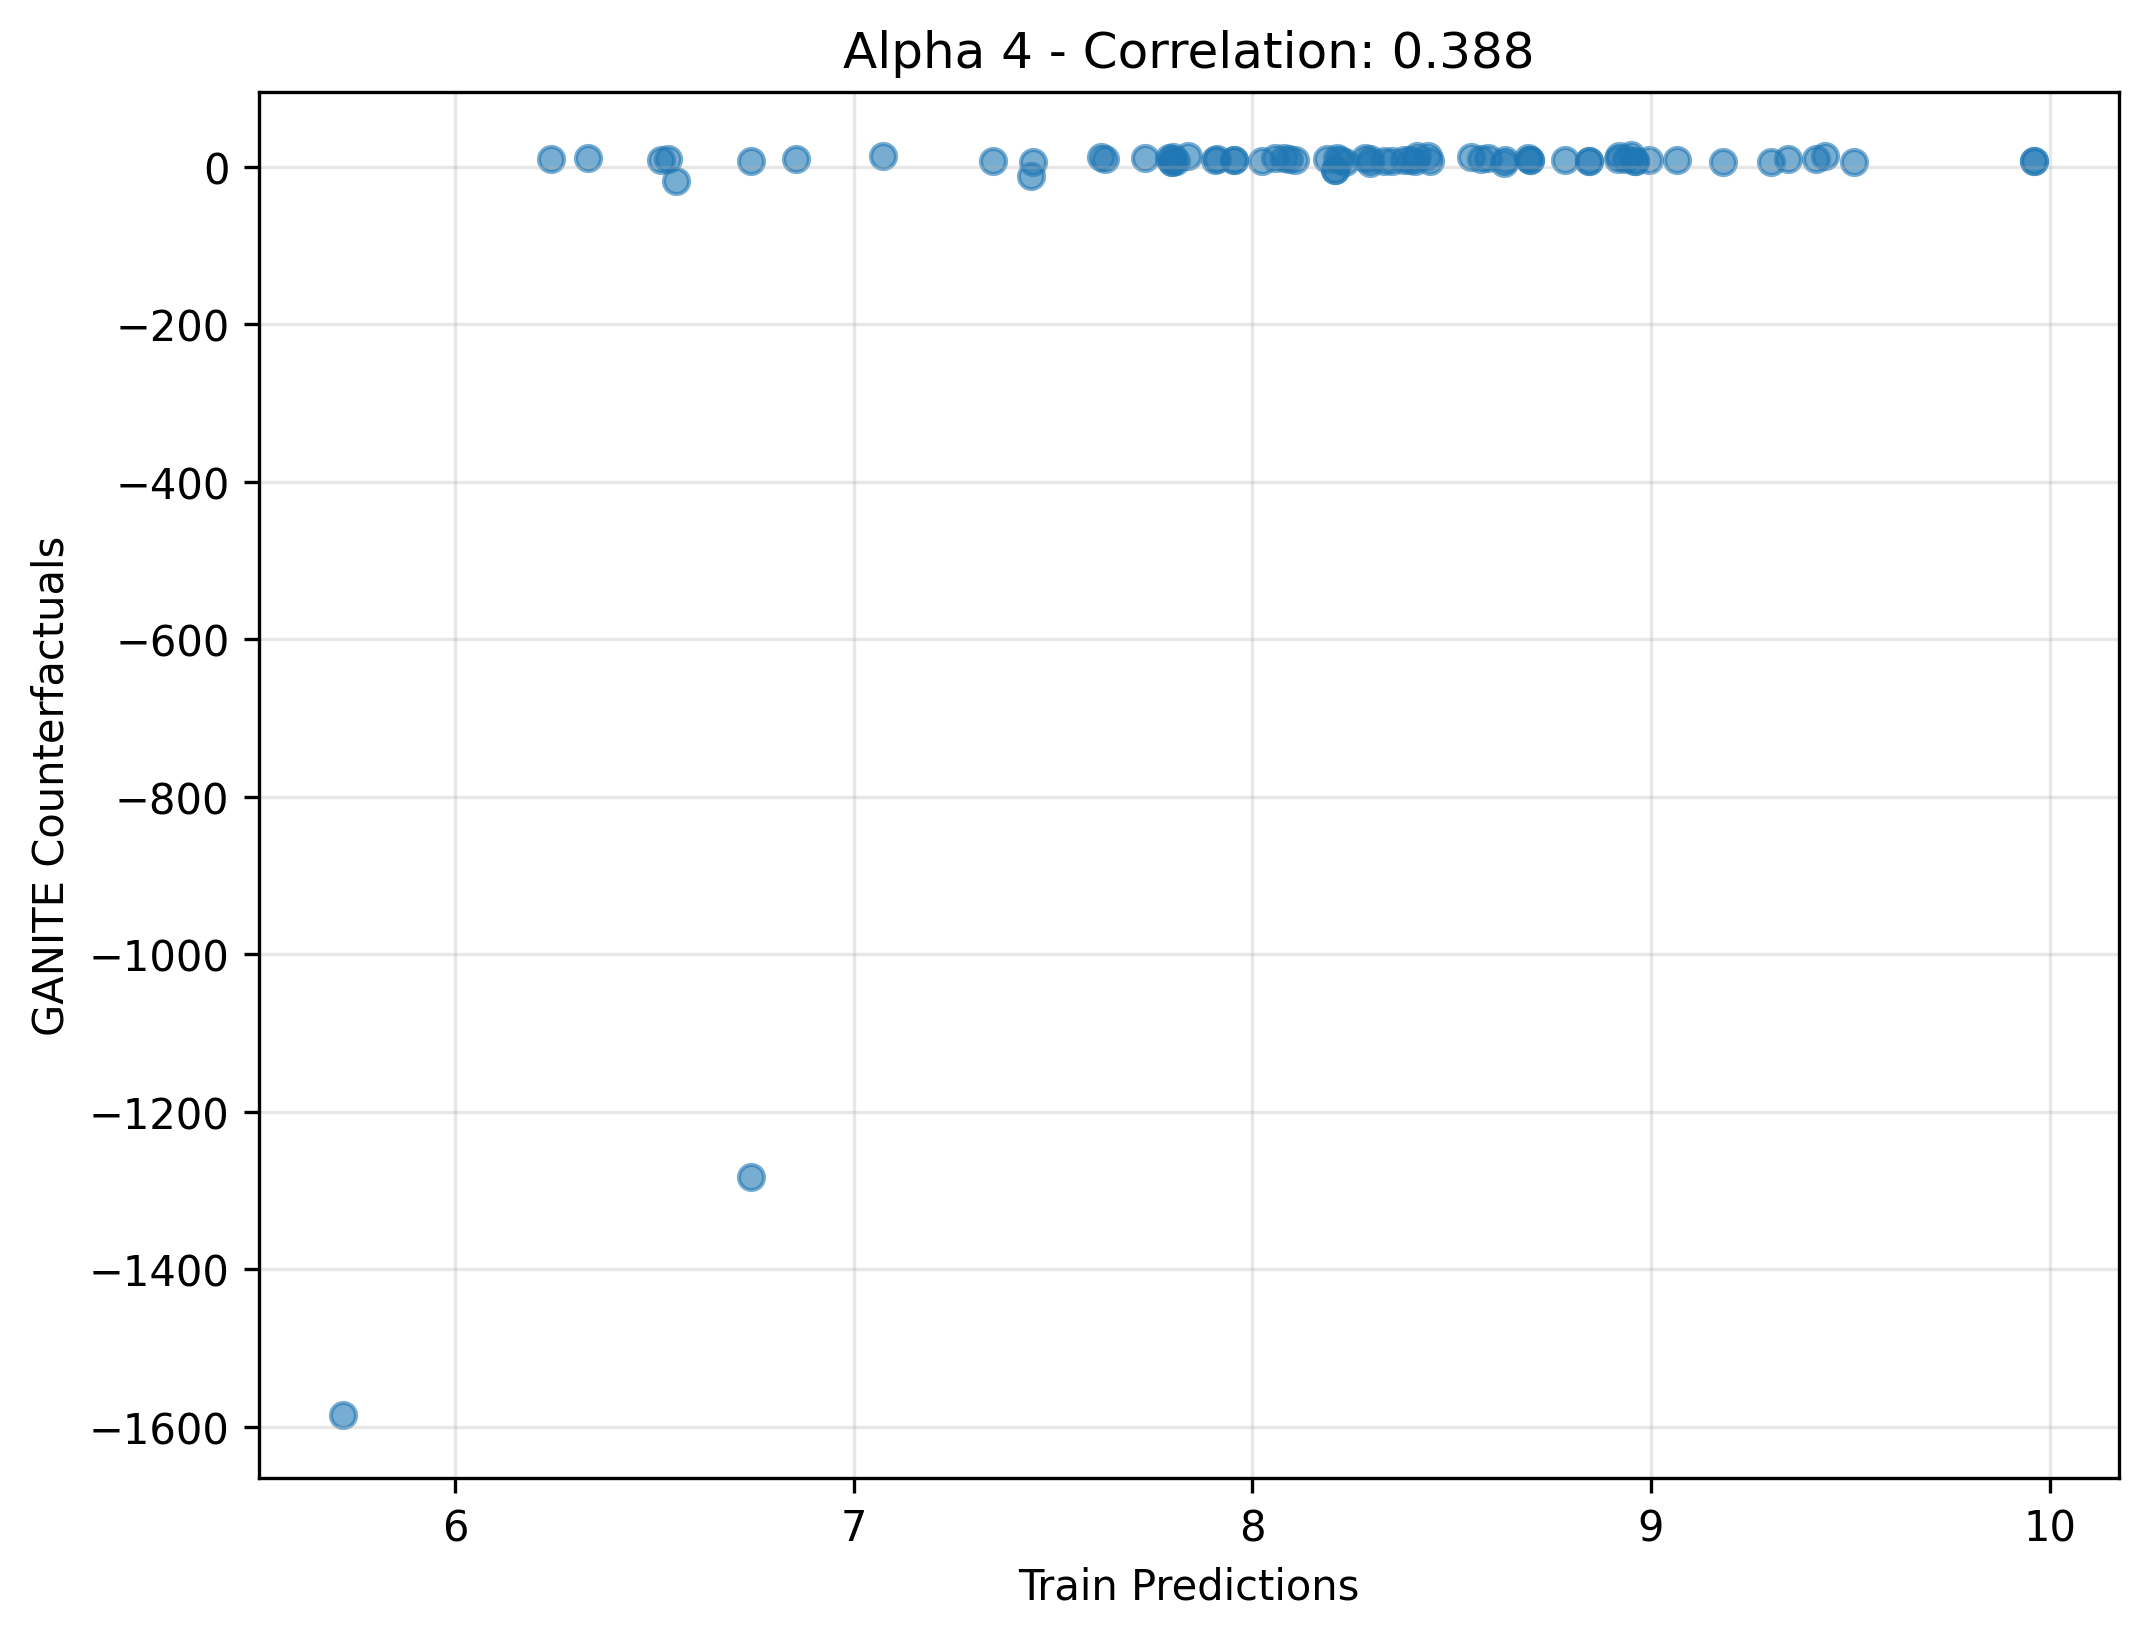 Alpha 4 - Correlation: 0.388
GANITE Counterfactuals
0
−200
−400
−600
−800
−1000
−1200
−1400
−1600
6 7 8 9 10
Train Predictions